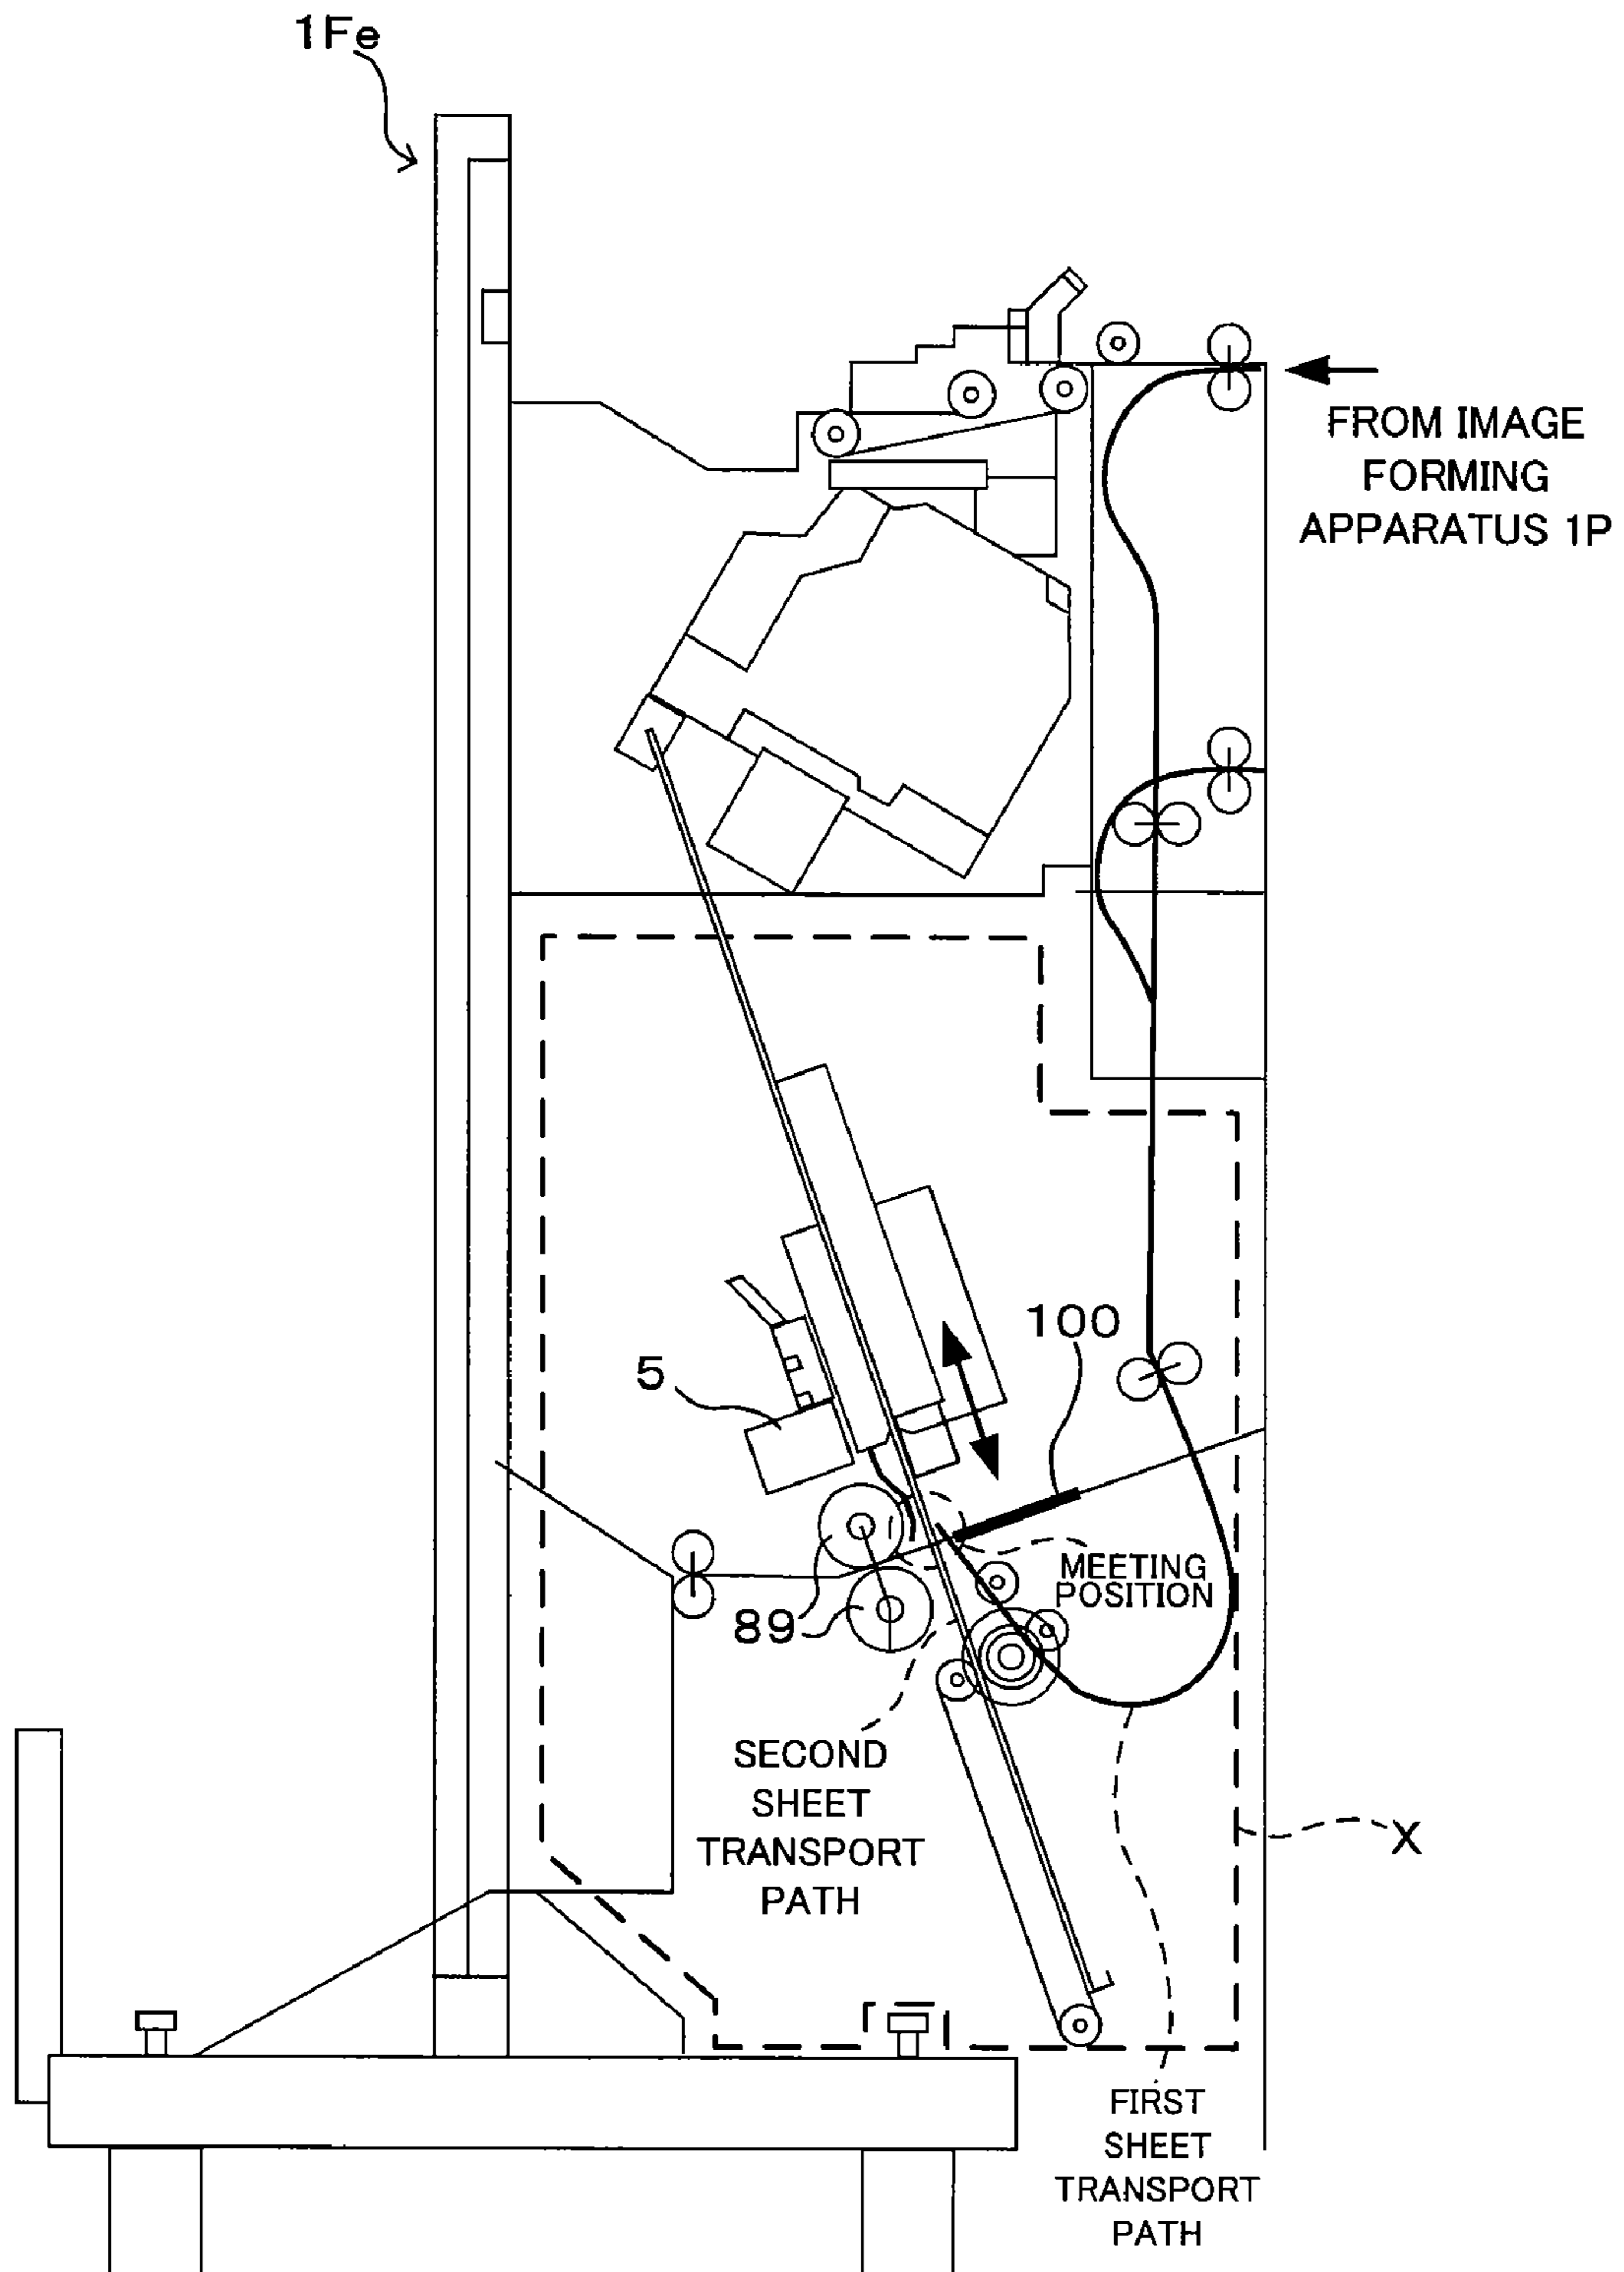 1Fe
FROM IMAGE
FORMING
APPARATUS 1P
100
5
MEETING
POSITION
89
SECOND
SHEET
TRANSPORT
PATH
X
FIRST
SHEET
TRANSPORT
PATH